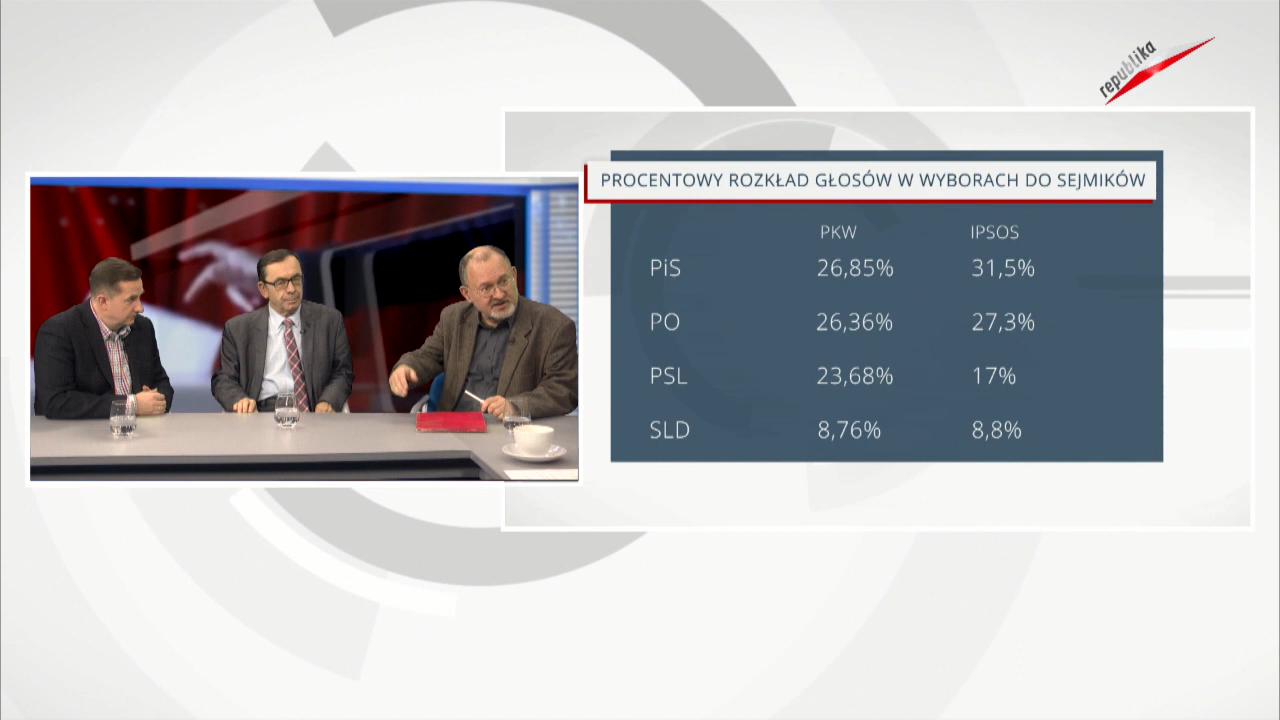 republika
PROCENTOWY ROZKŁAD GŁOSÓW W WYBORACH DO SEJMIKÓW
PKW IPSOS
PiS 26,85% 31,5%
PO 26,36% 27,3%
PSL 23,68% 17%
SLD 8,76% 8,8%